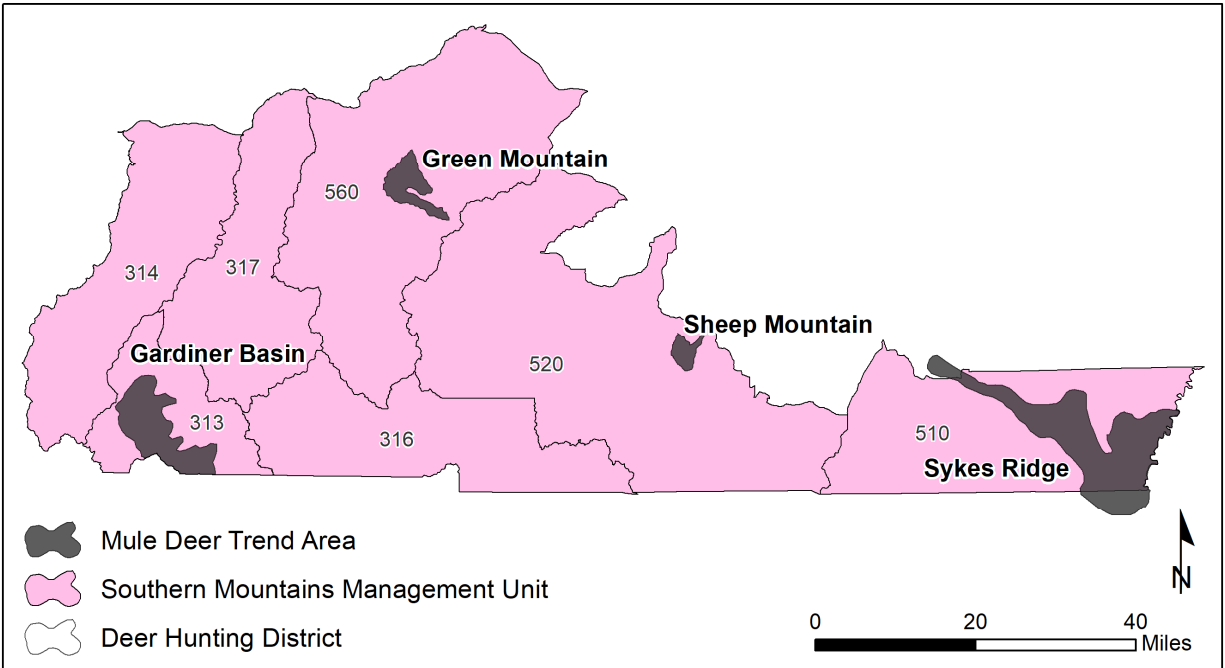 Green Mountain
560
314
317
Sheep Mountain
Gardiner Basin
520
313
316
510
Sykes Ridge
Mule Deer Trend Area
Southern Mountains Management Unit
Deer Hunting District
N
0 20 40
Miles